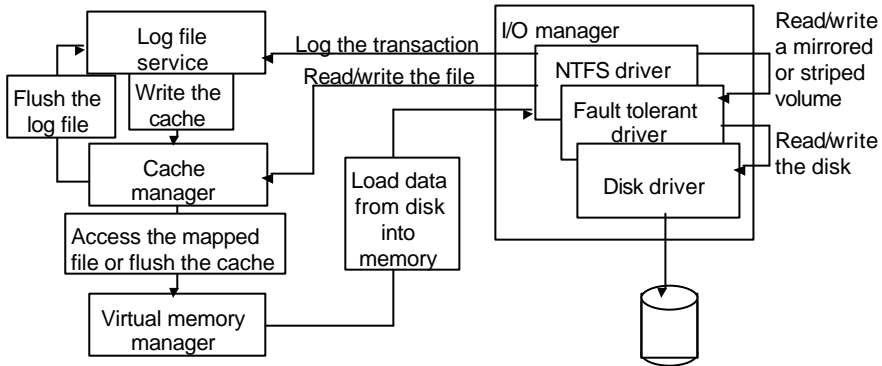 Log file
service
Flush the
log file
Write the
cache
Cache
manager
Access the mapped
file or flush the cache
Virtual memory
manager
Log the transaction
Read/write the file
Load data
from disk
into
memory
I/O manager
NTFS driver
Fault tolerant
driver
Disk driver
Read/write
a mirrored
or striped
volume
Read/write
the disk